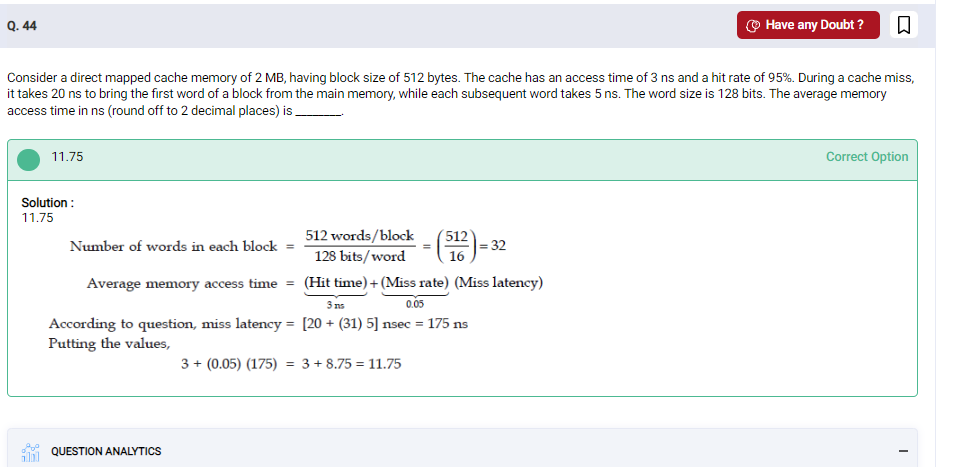 Q. 44
Have any Doubt ?
Consider a direct mapped cache memory of 2 MB, having block size of 512 bytes. The cache has an access time of 3 ns and a hit rate of 95%. During a cache miss,
it takes 20 ns to bring the first word of a block from the main memory, while each subsequent word takes 5 ns. The word size is 128 bits. The average memory
access time in ns (round off to 2 decimal places) is ________.
11.75
Correct Option
Solution :
11.75
Number of words in each block = 512 words/block / 128 bits/word = (512/16) = 32
Average memory access time = (Hit time) + (Miss rate) (Miss latency)
3 ns 0.05
According to question, miss latency = [20 + (31) 5] nsec = 175 ns
Putting the values,
3 + (0.05) (175) = 3 + 8.75 = 11.75
QUESTION ANALYTICS